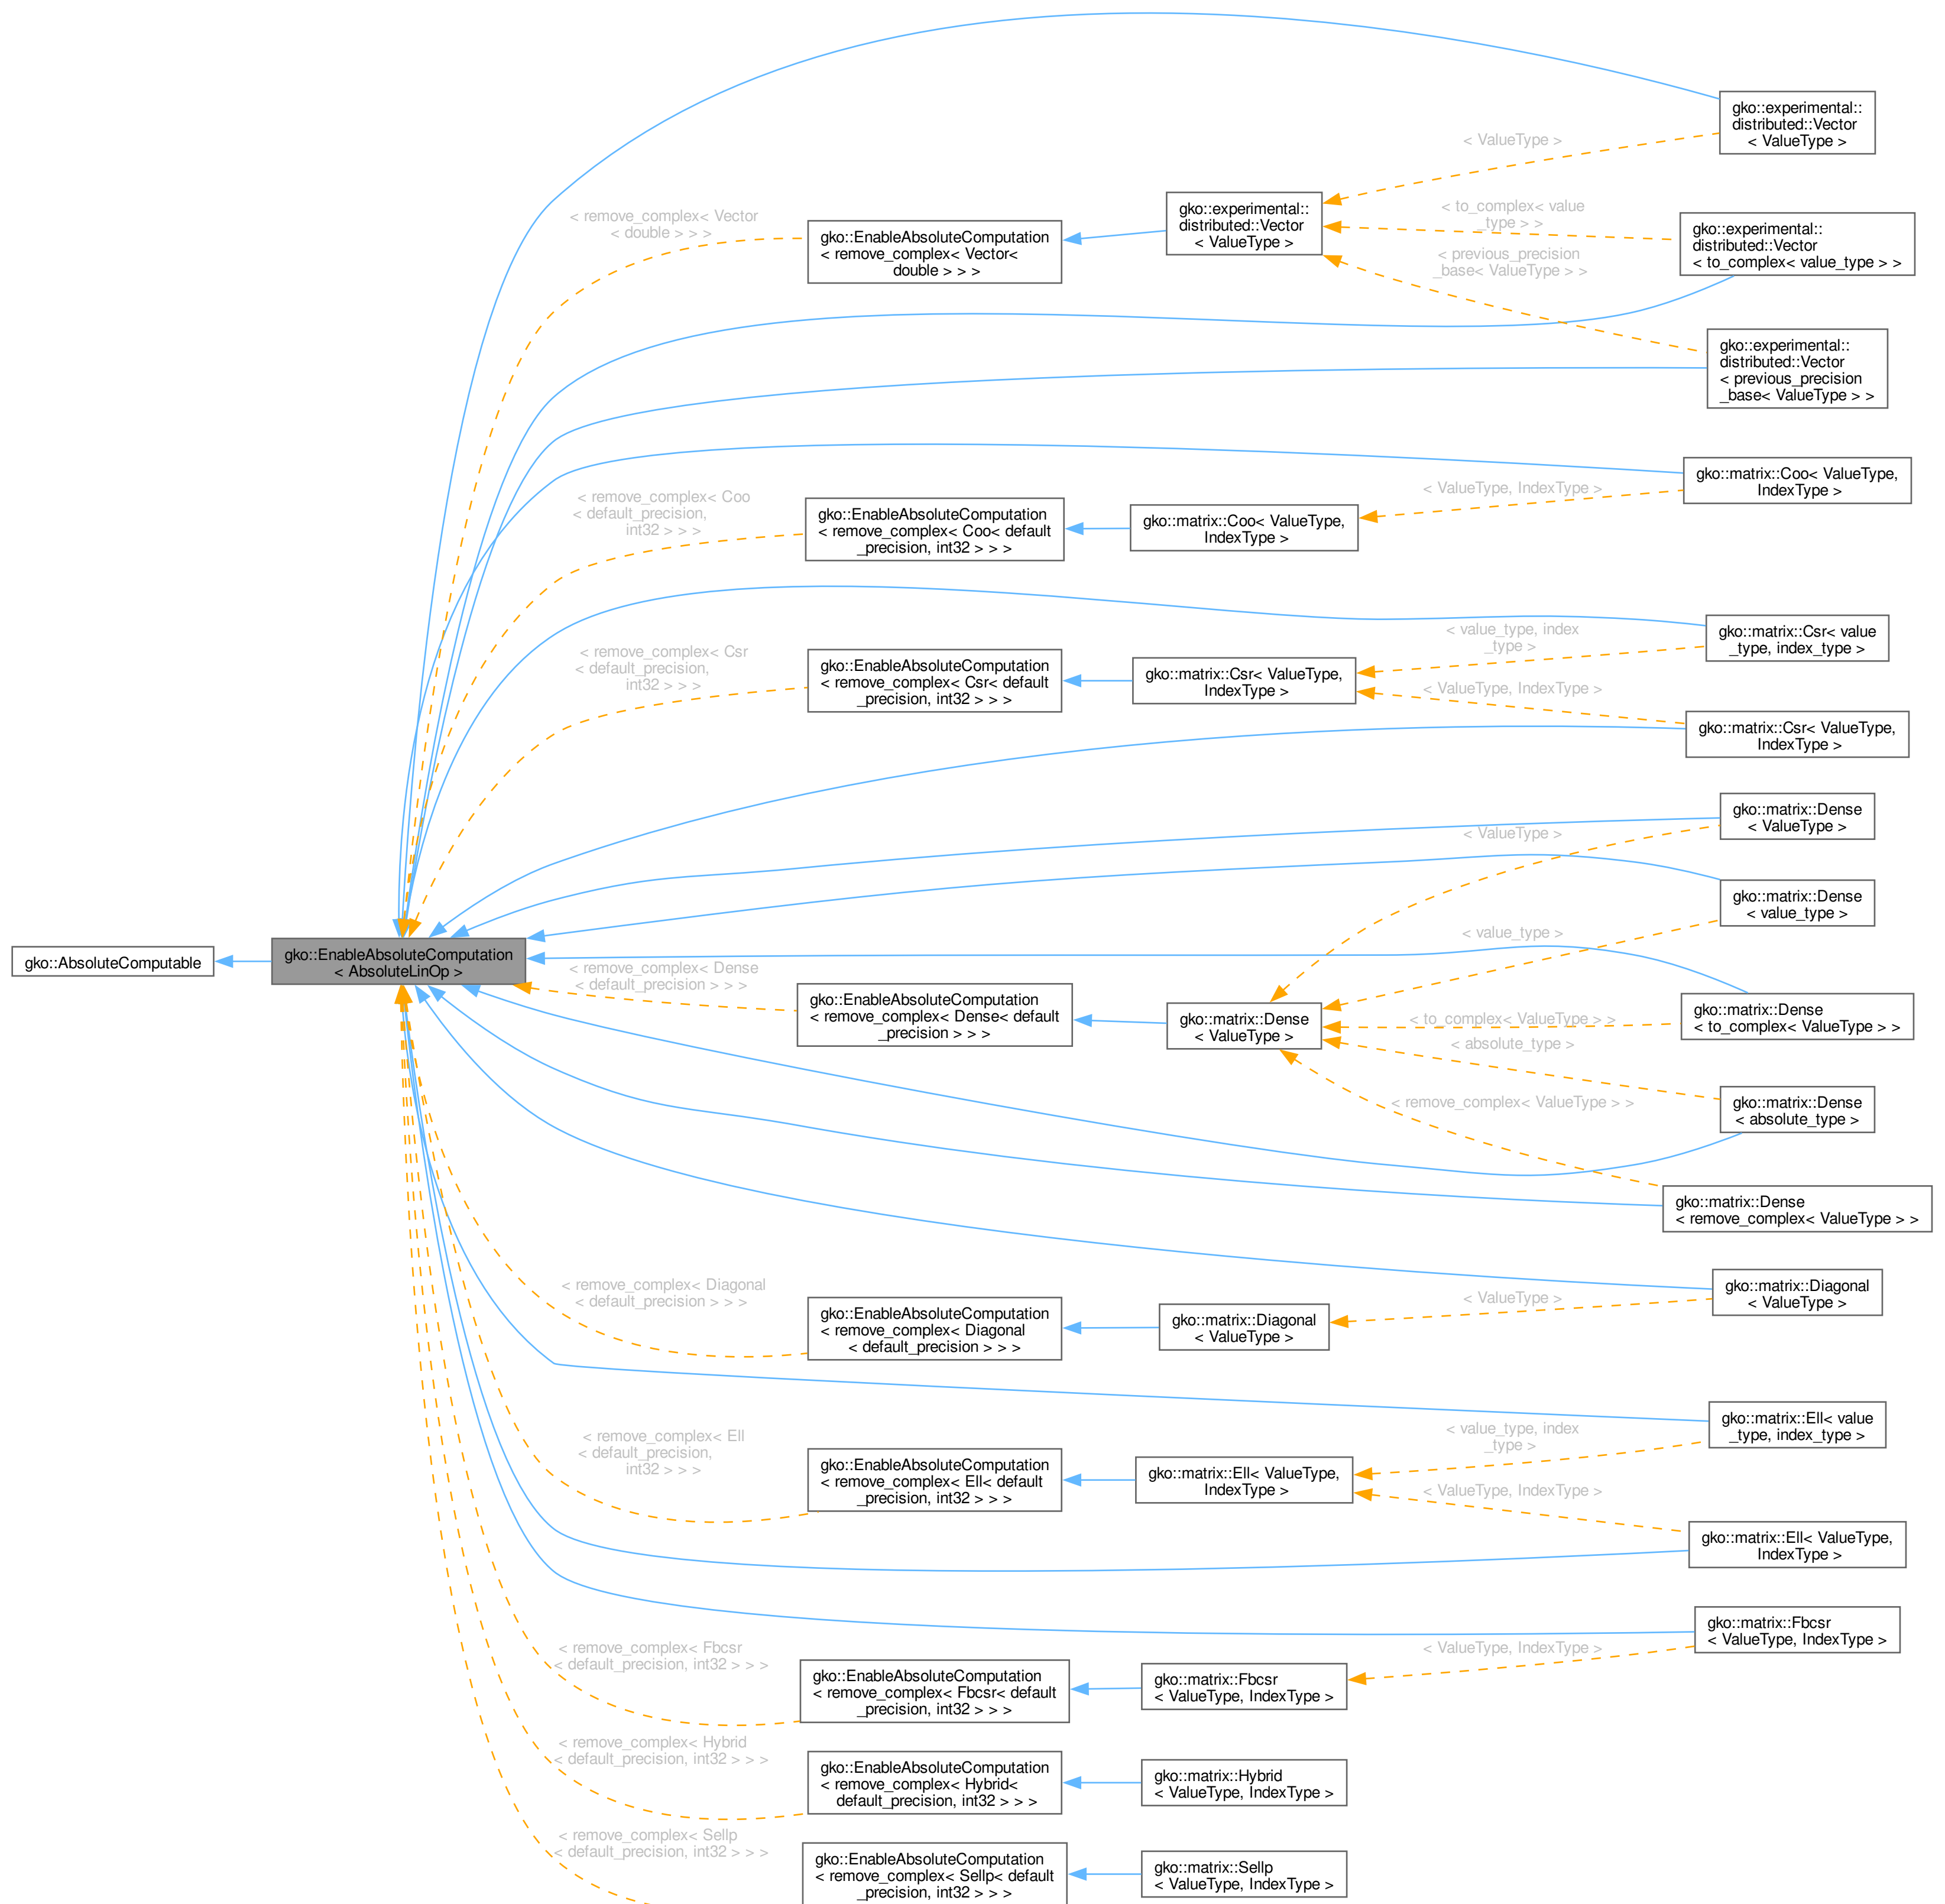 gko::experimental::
distributed::Vector
< ValueType >
< ValueType >
gko::experimental::
distributed::Vector
< ValueType >
< remove_complex< Vector
< double > > >
gko::EnableAbsoluteComputation
< remove_complex< Vector<
double > > >
< to_complex< value
_type > >
gko::experimental::
distributed::Vector
< to_complex< value_type > >
< previous_precision
_base< ValueType > >
gko::experimental::
distributed::Vector
< previous_precision
_base< ValueType > >
gko::matrix::Coo< ValueType,
IndexType >
< remove_complex< Coo
< default_precision,
int32 > > >
gko::EnableAbsoluteComputation
< remove_complex< Coo< default
_precision, int32 > > >
gko::matrix::Coo< ValueType,
IndexType >
< ValueType, IndexType >
< remove_complex< Csr
< default_precision,
int32 > > >
gko::EnableAbsoluteComputation
< remove_complex< Csr< default
_precision, int32 > > >
gko::matrix::Csr< ValueType,
IndexType >
< value_type, index
_type >
gko::matrix::Csr< value
_type, index_type >
< ValueType, IndexType >
gko::matrix::Csr< ValueType,
IndexType >
gko::matrix::Dense
< ValueType >
< ValueType >
gko::matrix::Dense
< value_type >
< value_type >
gko::AbsoluteComputable
gko::EnableAbsoluteComputation
< AbsoluteLinOp >
< remove_complex< Dense
< default_precision > > >
gko::EnableAbsoluteComputation
< remove_complex< Dense< default
_precision > > >
gko::matrix::Dense
< ValueType >
< to_complex< ValueType > >
gko::matrix::Dense
< to_complex< ValueType > >
< absolute_type >
gko::matrix::Dense
< absolute_type >
< remove_complex< ValueType > >
gko::matrix::Dense
< remove_complex< ValueType > >
< remove_complex< Diagonal
< default_precision > > >
gko::EnableAbsoluteComputation
< remove_complex< Diagonal
< default_precision > > >
gko::matrix::Diagonal
< ValueType >
< ValueType >
gko::matrix::Diagonal
< ValueType >
< remove_complex< Ell
< default_precision,
int32 > > >
gko::EnableAbsoluteComputation
< remove_complex< Ell< default
_precision, int32 > > >
gko::matrix::Ell< ValueType,
IndexType >
< value_type, index
_type >
gko::matrix::Ell< value
_type, index_type >
< ValueType, IndexType >
gko::matrix::Ell< ValueType,
IndexType >
< remove_complex< Fbcsr
< default_precision, int32 > > >
gko::EnableAbsoluteComputation
< remove_complex< Fbcsr< default
_precision, int32 > > >
gko::matrix::Fbcsr
< ValueType, IndexType >
< ValueType, IndexType >
gko::matrix::Fbcsr
< ValueType, IndexType >
< remove_complex< Hybrid
< default_precision, int32 > > >
gko::EnableAbsoluteComputation
< remove_complex< Hybrid<
default_precision, int32 > > >
gko::matrix::Hybrid
< ValueType, IndexType >
< remove_complex< Sellp
< default_precision, int32 > > >
gko::EnableAbsoluteComputation
< remove_complex< Sellp< default
_precision, int32 > > >
gko::matrix::Sellp
< ValueType, IndexType >